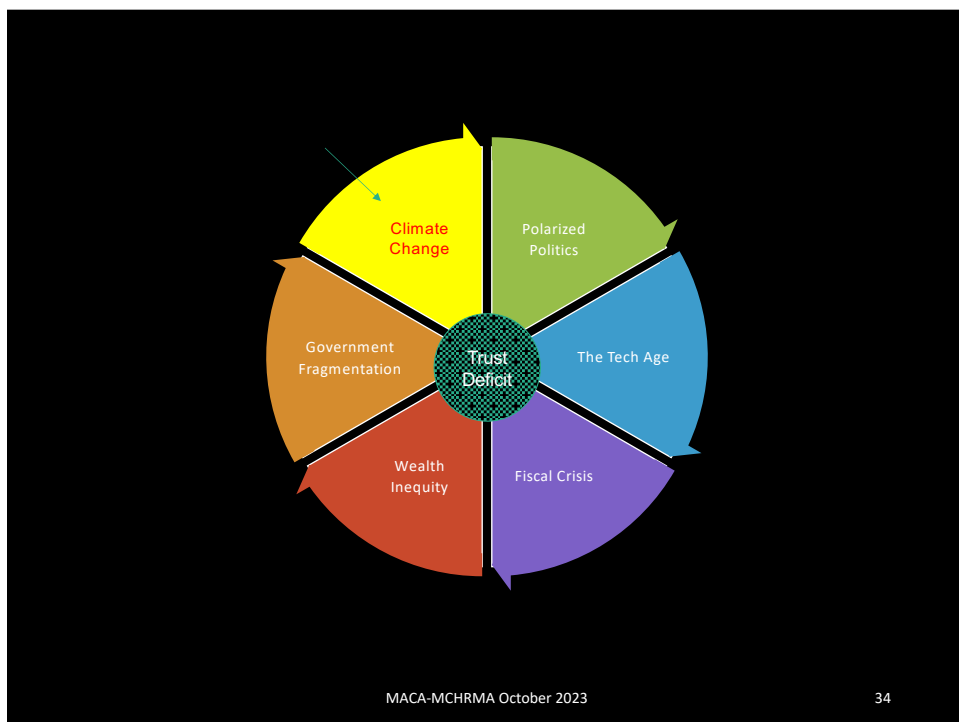 Climate
Change
Polarized
Politics
Government
Fragmentation
Trust
Deficit
The Tech Age
Wealth
Inequity
Fiscal Crisis
MACA-MCHRMA October 2023
34